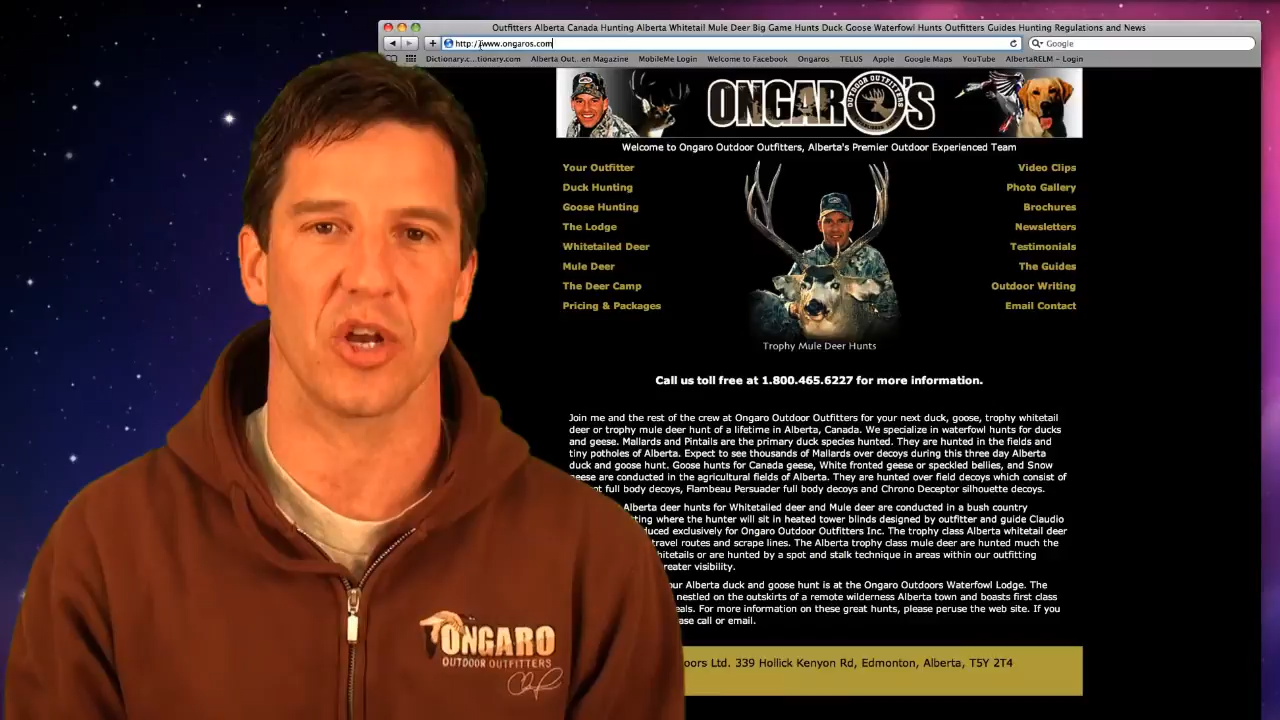 Outfitters Alberta Canada Hunting Alberta Whitetail Mule Deer Big Game Hunts Duck Goose Waterfowl Hunts Outfitters Guides Hunting Regulations and News
http://www.ongaros.com
Google
Dictionary.c...tionary.com Alberta Out...en Magazine MobileMe Login Welcome to Facebook Ongaros TELUS Apple Google Maps YouTube AlbertaRELM - Login
ONGARO'S
OUTDOOR OUTFITTERS
Welcome to Ongaro Outdoor Outfitters, Alberta's Premier Outdoor Experienced Team
Your Outfitter
Duck Hunting
Goose Hunting
The Lodge
Whitetailed Deer
Mule Deer
The Deer Camp
Pricing & Packages
Video Clips
Photo Gallery
Brochures
Newsletters
Testimonials
The Guides
Outdoor Writing
Email Contact
Trophy Mule Deer Hunts
Call us toll free at 1.800.465.6227 for more information.
Join me and the rest of the crew at Ongaro Outdoor Outfitters for your next duck, goose, trophy whitetail
deer or trophy mule deer hunt of a lifetime in Alberta, Canada. We specialize in waterfowl hunts for ducks
and geese. Mallards and Pintails are the primary duck species hunted. They are hunted in the fields and
tiny potholes of Alberta. Expect to see thousands of Mallards over decoys during this three day Alberta
duck and goose hunt. Goose hunts for Canada geese, White fronted geese or speckled bellies, and Snow
geese are conducted in the agricultural fields of Alberta. They are hunted over field decoys which consist of
full body decoys, Flambeau Persuader full body decoys and Chrono Deceptor silhouette decoys.
Alberta deer hunts for Whitetailed deer and Mule deer are conducted in a bush country
where the hunter will sit in heated tower blinds designed by outfitter and guide Claudio
exclusively for Ongaro Outdoor Outfitters Inc. The trophy class Alberta whitetail deer
travel routes and scrape lines. The Alberta trophy class mule deer are hunted much the
or are hunted by a spot and stalk technique in areas within our outfitting
visibility.
Alberta duck and goose hunt is at the Ongaro Outdoors Waterfowl Lodge. The
nestled on the outskirts of a remote wilderness Alberta town and boasts first class
For more information on these great hunts, please peruse the web site. If you
call or email.
Ltd. 339 Hollick Kenyon Rd, Edmonton, Alberta, T5Y 2T4
ONGARO
OUTDOOR OUTFITTERS